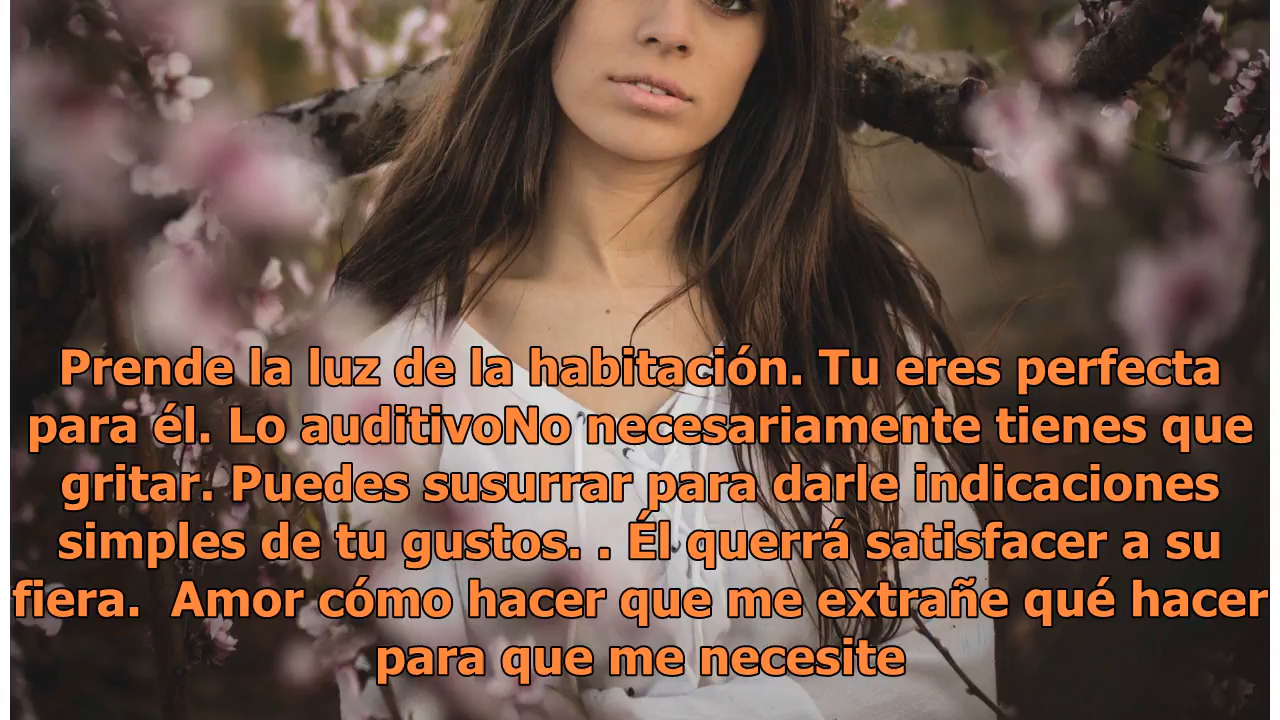 Prende la luz de la habitación. Tu eres perfecta
para él. Lo auditivoNo necesariamente tienes que
gritar. Puedes susurrar para darle indicaciones
simples de tu gustos. . Él querrá satisfacer a su
fiera.  Amor cómo hacer que me extrañe qué hacer
para que me necesite